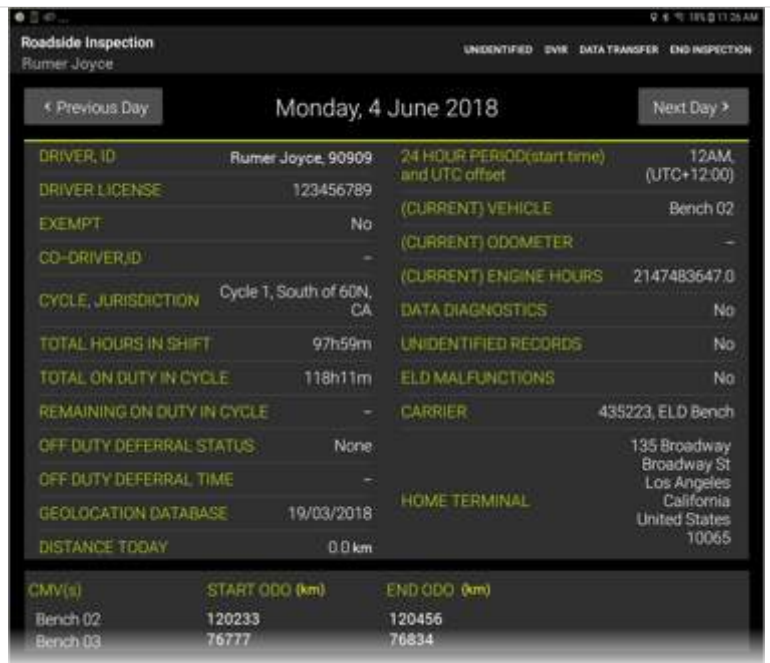 18% 11:26 AM
Roadside Inspection
Rumer Joyce
UNIDENTIFIED DVIR DATA TRANSFER END INSPECTION
< Previous Day
Monday, 4 June 2018
Next Day >
DRIVER, ID Rumer Joyce, 90909
DRIVER LICENSE 123456789
EXEMPT No
CO-DRIVER,ID –
CYCLE, JURISDICTION Cycle 1, South of 60N,
CA
TOTAL HOURS IN SHIFT 97h59m
TOTAL ON DUTY IN CYCLE 118h11m
REMAINING ON DUTY IN CYCLE –
OFF DUTY DEFERRAL STATUS None
OFF DUTY DEFERRAL TIME –
GEOLOCATION DATABASE 19/03/2018
DISTANCE TODAY 0.0 km
24 HOUR PERIOD(start time) 12AM,
and UTC offset (UTC+12:00)
(CURRENT) VEHICLE Bench 02
(CURRENT) ODOMETER –
(CURRENT) ENGINE HOURS 2147483647.0
DATA DIAGNOSTICS No
UNIDENTIFIED RECORDS No
ELD MALFUNCTIONS No
CARRIER 435223, ELD Bench
HOME TERMINAL
135 Broadway
Broadway St
Los Angeles
California
United States
10065
CMV(s) START ODO (km) END ODO (km)
Bench 02 120233 120456
Bench 03 76777 76834